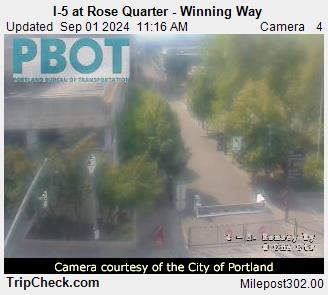 I-5 at Rose Quarter - Winning Way
Updated Sep 01 2024 11:16 AM Camera 4
PBOT
PORTLAND BUREAU OF TRANSPORTATION
Camera courtesy of the City of Portland
TripCheck.com Milepost302.00